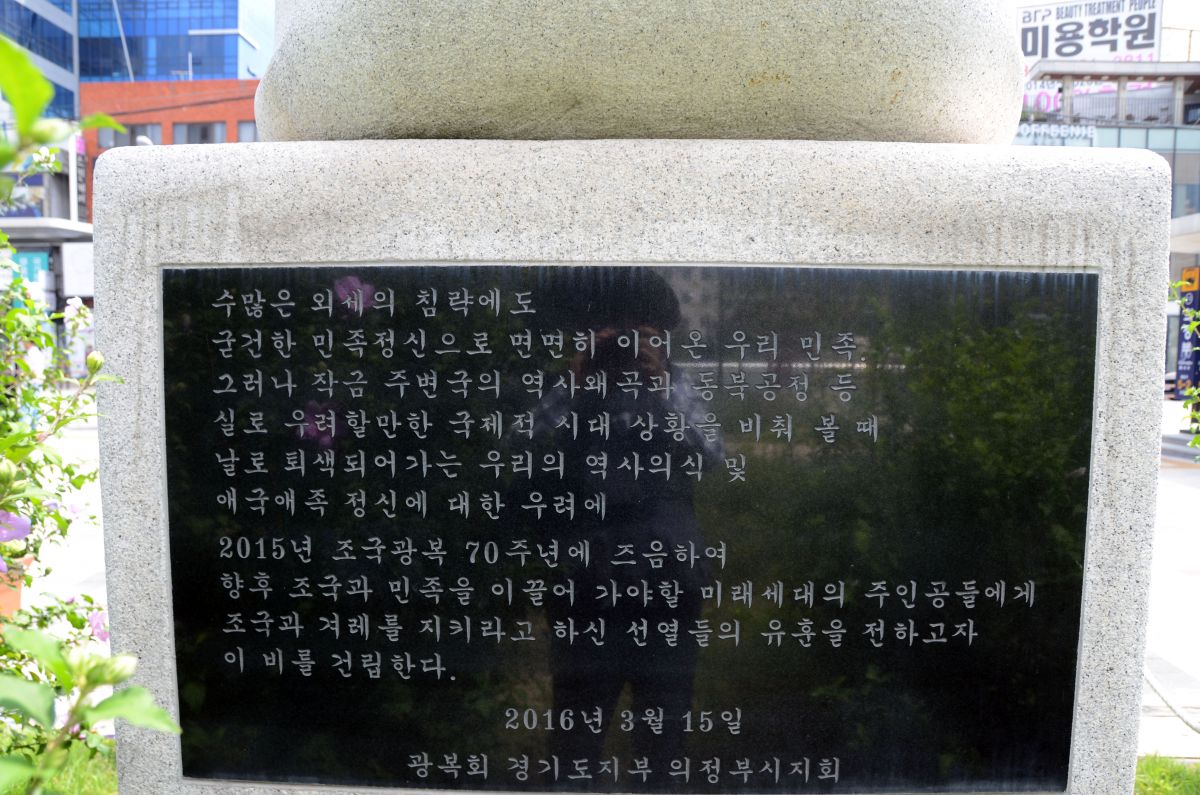 BTP BEAUTY TREATMENT PEOPLE
미용학원
수많은 외세의 침략에도
굳건한 민족정신으로 면면히 이어온 우리 민족.
그러나 작금 주변국의 역사왜곡과 동북공정 등
실로 우려할만한 국제적 시대 상황을 비춰 볼 때
날로 퇴색되어가는 우리의 역사의식 및
애국애족 정신에 대한 우려에
2015년 조국광복 70주년에 즈음하여
향후 조국과 민족을 이끌어 가야할 미래세대의 주인공들에게
조국과 겨레를 지키라고 하신 선열들의 유훈을 전하고자
이 비를 건립한다.
2016년 3월 15일
광복회 경기도지부 의정부시지회